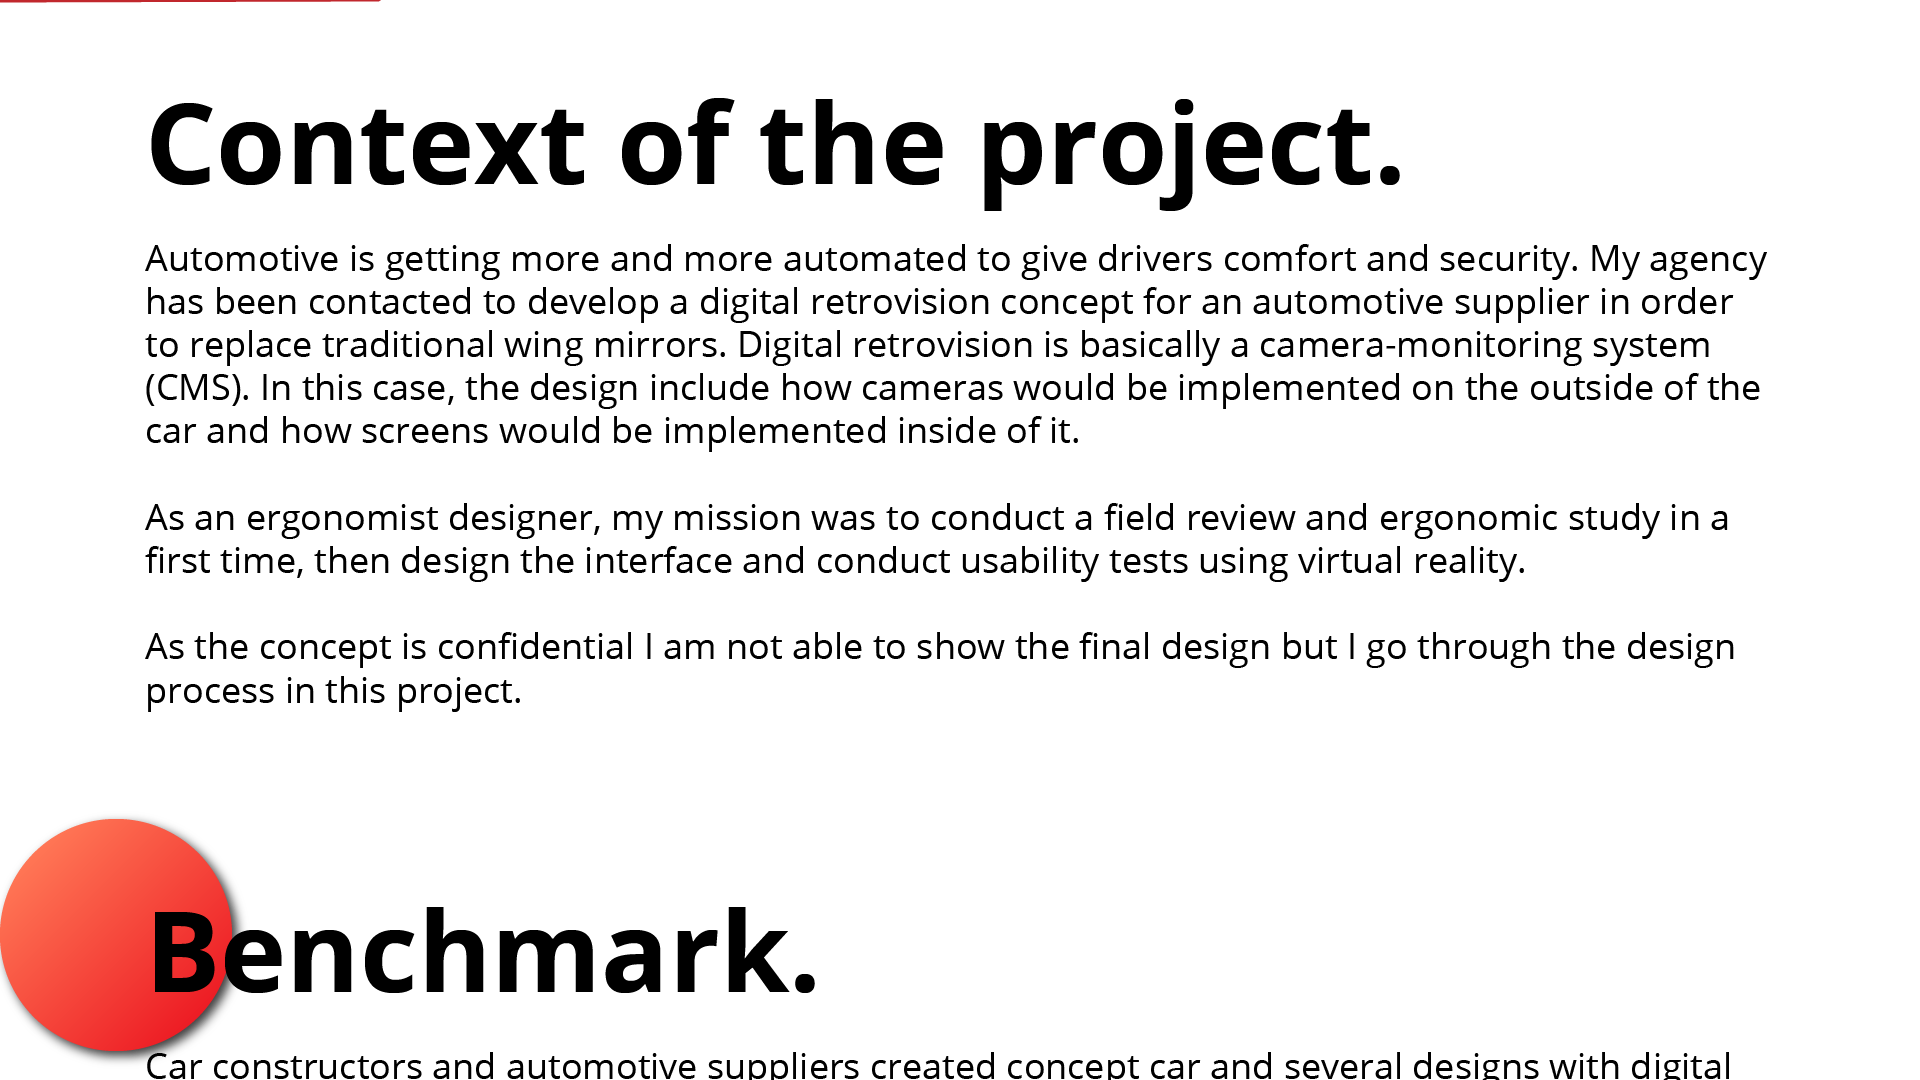 Context of the project.
Automotive is getting more and more automated to give drivers comfort and security. My agency
has been contacted to develop a digital retrovision concept for an automotive supplier in order
to replace traditional wing mirrors. Digital retrovision is basically a camera-monitoring system
(CMS). In this case, the design include how cameras would be implemented on the outside of the
car and how screens would be implemented inside of it.
As an ergonomist designer, my mission was to conduct a field review and ergonomic study in a
first time, then design the interface and conduct usability tests using virtual reality.
As the concept is confidential I am not able to show the final design but I go through the design
process in this project.
Benchmark.
Car constructors and automotive suppliers created concept car and several designs with digital